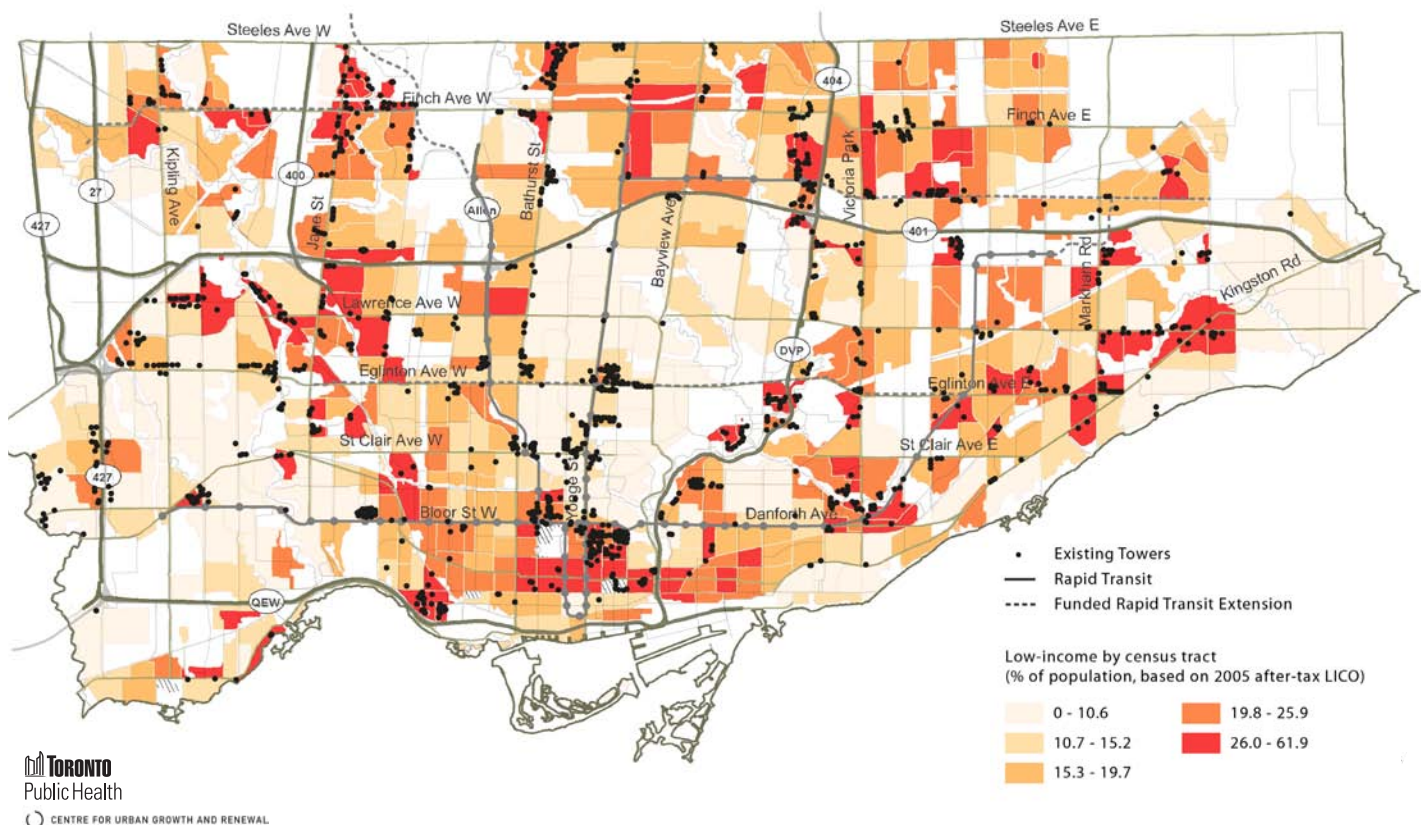 Steeles Ave W
Steeles Ave E
404
Finch Ave W
Finch Ave E
Kipling Ave
27
400
Jane St
Allen
Bathurst St
Bayview Ave
Victoria Park
401
Markham Rd
Kingston Rd
427
Lawrence Ave W
DVP
Eglinton Ave W
Eglinton Ave E
St Clair Ave W
St Clair Ave E
427
Yonge St
Bloor St W
Danforth Ave
QEW
Existing Towers
Rapid Transit
Funded Rapid Transit Extension
Low-income by census tract
(% of population, based on 2005 after-tax LICO)
0 - 10.6
19.8 - 25.9
10.7 - 15.2
26.0 - 61.9
15.3 - 19.7
TORONTO
Public Health
CENTRE FOR URBAN GROWTH AND RENEWAL